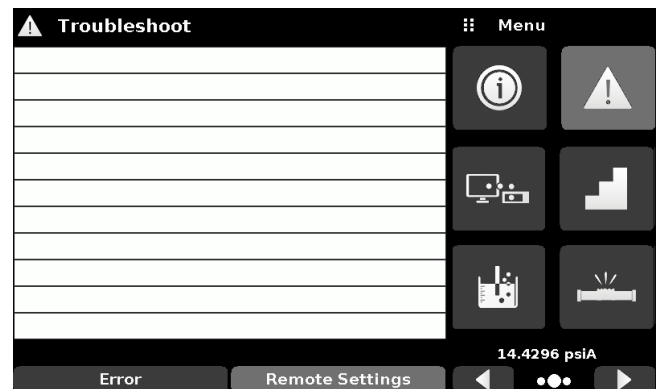 Troubleshoot
Menu
14.4296 psiA
Error
Remote Settings